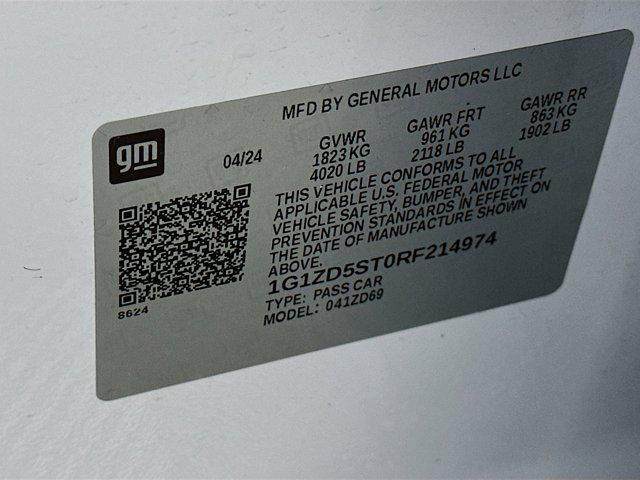 MFD BY GENERAL MOTORS LLC
gm
04/24
GVWR GAWR FRT GAWR RR
1823 KG 961 KG 863 KG
4020 LB 2118 LB 1902 LB
THIS VEHICLE CONFORMS TO ALL
APPLICABLE U.S. FEDERAL MOTOR
VEHICLE SAFETY, BUMPER, AND THEFT
PREVENTION STANDARDS IN EFFECT ON
THE DATE OF MANUFACTURE SHOWN
ABOVE.
1G1ZD5ST0RF214974
TYPE: PASS CAR
MODEL: 041ZD69
8624